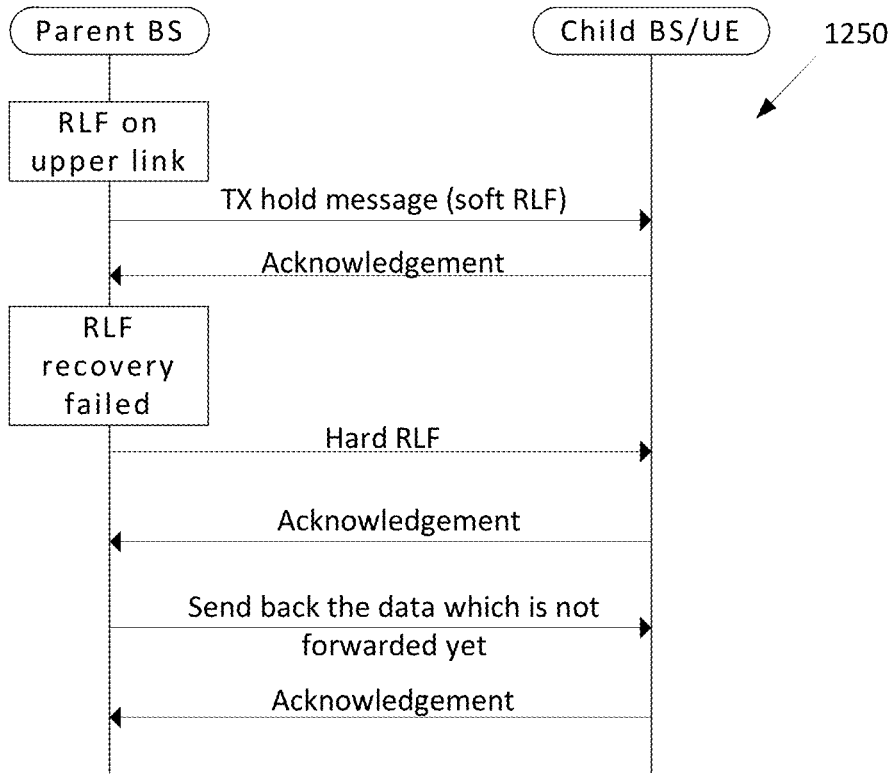 Parent BS
Child BS/UE
1250
RLF on
upper link
TX hold message (soft RLF)
Acknowledgement
RLF
recovery
failed
Hard RLF
Acknowledgement
Send back the data which is not
forwarded yet
Acknowledgement